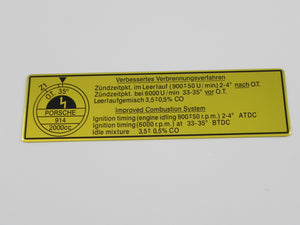 Z1
OT 35°
PORSCHE
914
2000cc
Verbessertes Verbrennungsverfahren
Zündzeitpkt. im Leerlauf (900±50 U/min) 2-4° nach O.T.
Zündzeitpkt. bei 6000 U/min 33-35° vor O.T.
Leerlaufgemisch 3,5±0,5% CO
Improved Combustion System
Ignition timing (engine idling 900±50 r.p.m.) 2-4° ATDC
Ignition timing (6000 r.p.m.) at 33-35° BTDC
Idle mixture 3,5±0,5% CO